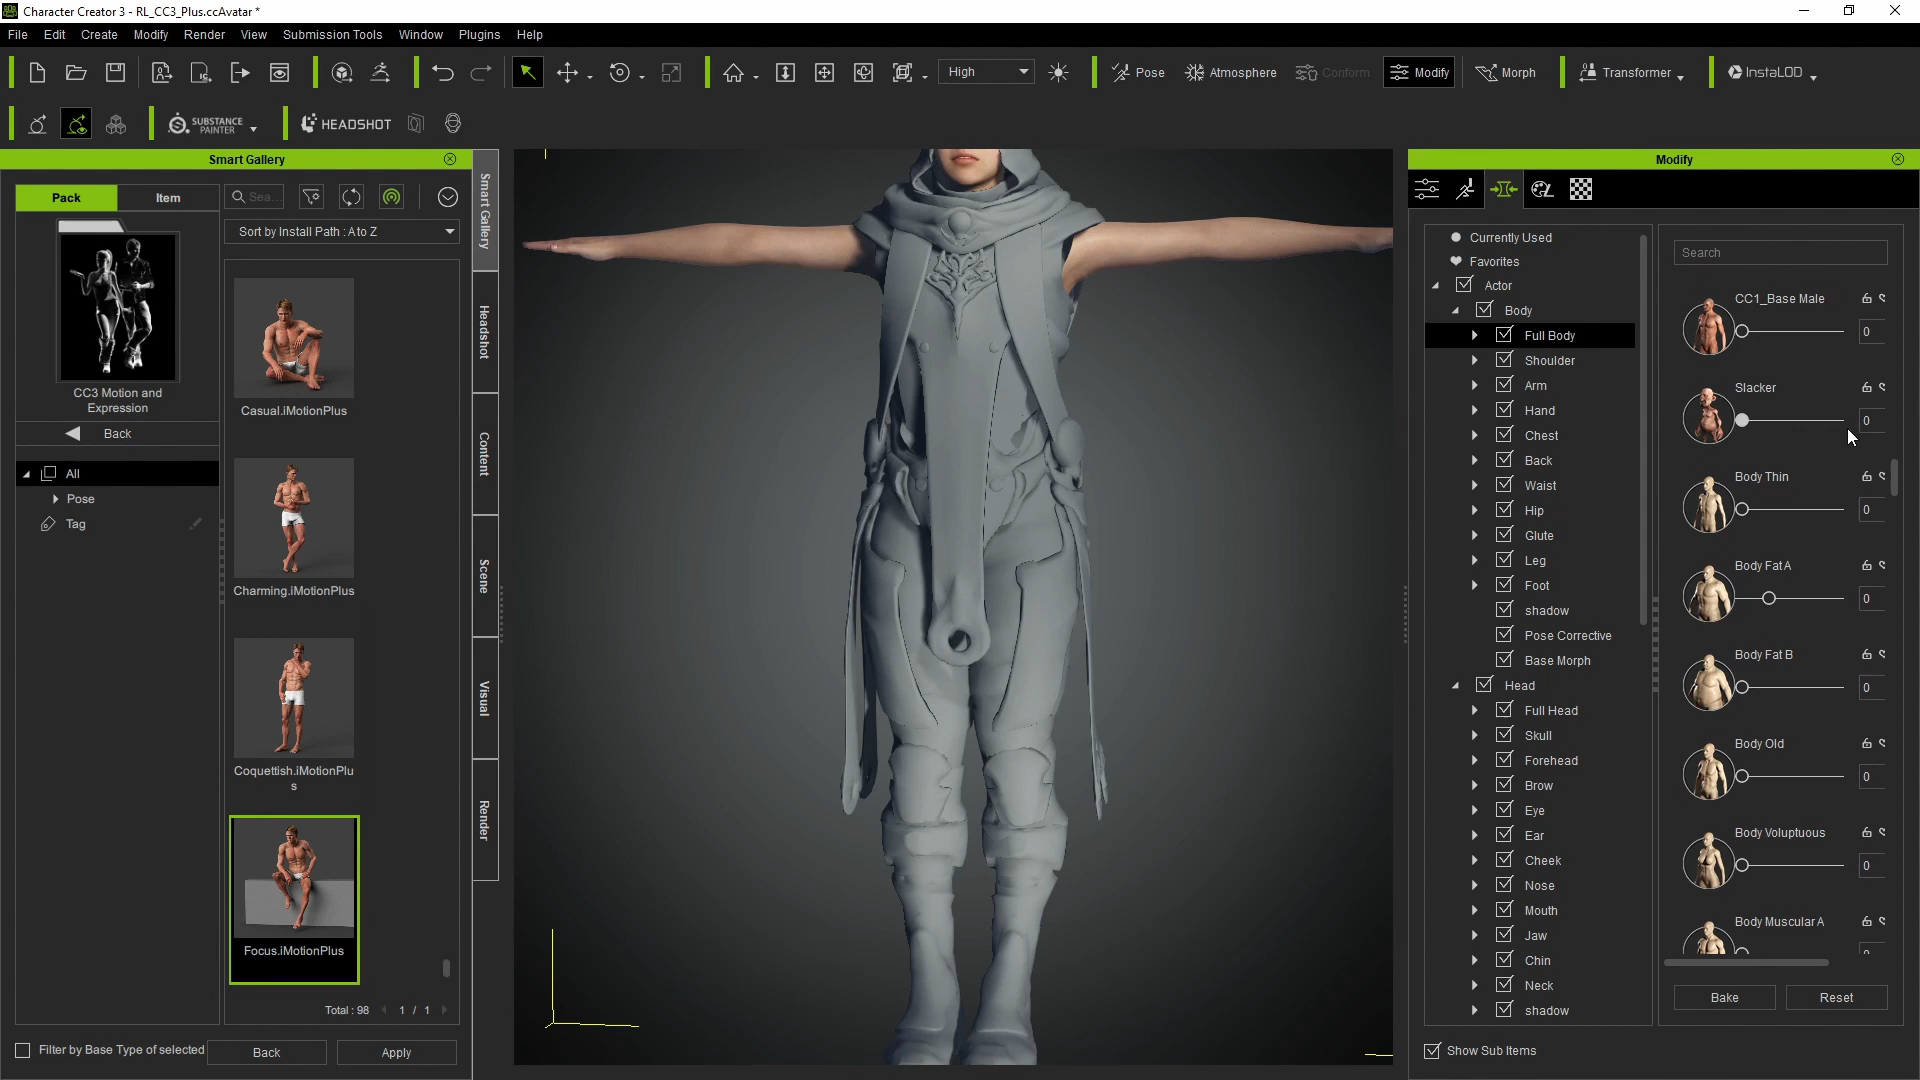 Character Creator 3 - RL_CC3_Plus.ccAvatar *
File Edit Create Modify Render View Submission Tools Window Plugins Help
High Pose Atmosphere Conform Modify Morph Transformer InstaLOD
SUBSTANCE PAINTER HEADSHOT
Smart Gallery
Pack Item
Sea...
Sort by Install Path : A to Z
CC3 Motion and
Expression
Back
All
Pose
Tag
Casual.iMotionPlus
Charming.iMotionPlus
Coquettish.iMotionPlu
s
Focus.iMotionPlus
Total : 98 1 / 1
Filter by Base Type of selected
Back Apply
Smart Gallery
Headshot
Content
Scene
Visual
Render
Modify
Currently Used
Favorites
Actor
Body
Full Body
Shoulder
Arm
Hand
Chest
Back
Waist
Hip
Glute
Leg
Foot
shadow
Pose Corrective
Base Morph
Head
Full Head
Skull
Forehead
Brow
Eye
Ear
Cheek
Nose
Mouth
Jaw
Chin
Neck
shadow
Show Sub Items
Search
CC1_Base Male
0
Slacker
0
Body Thin
0
Body Fat A
0
Body Fat B
0
Body Old
0
Body Voluptuous
0
Body Muscular A
0
Bake Reset